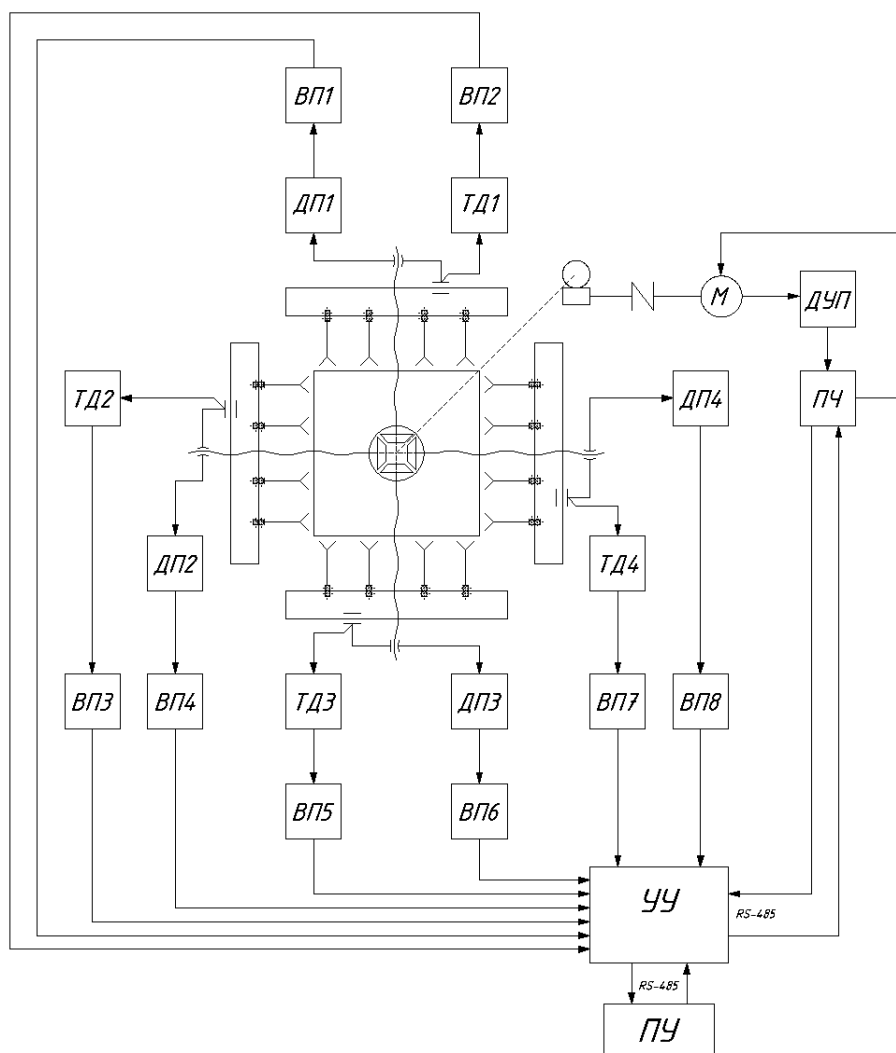 ВП1 ВП2
ДП1 ТД1
М ДУП
ТД2 ДП4 ПЧ
ДП2 ТД4
ВП3 ВП4 ТД3 ДП3 ВП7 ВП8
ВП5 ВП6
УУ
RS-485
RS-485
ПУ